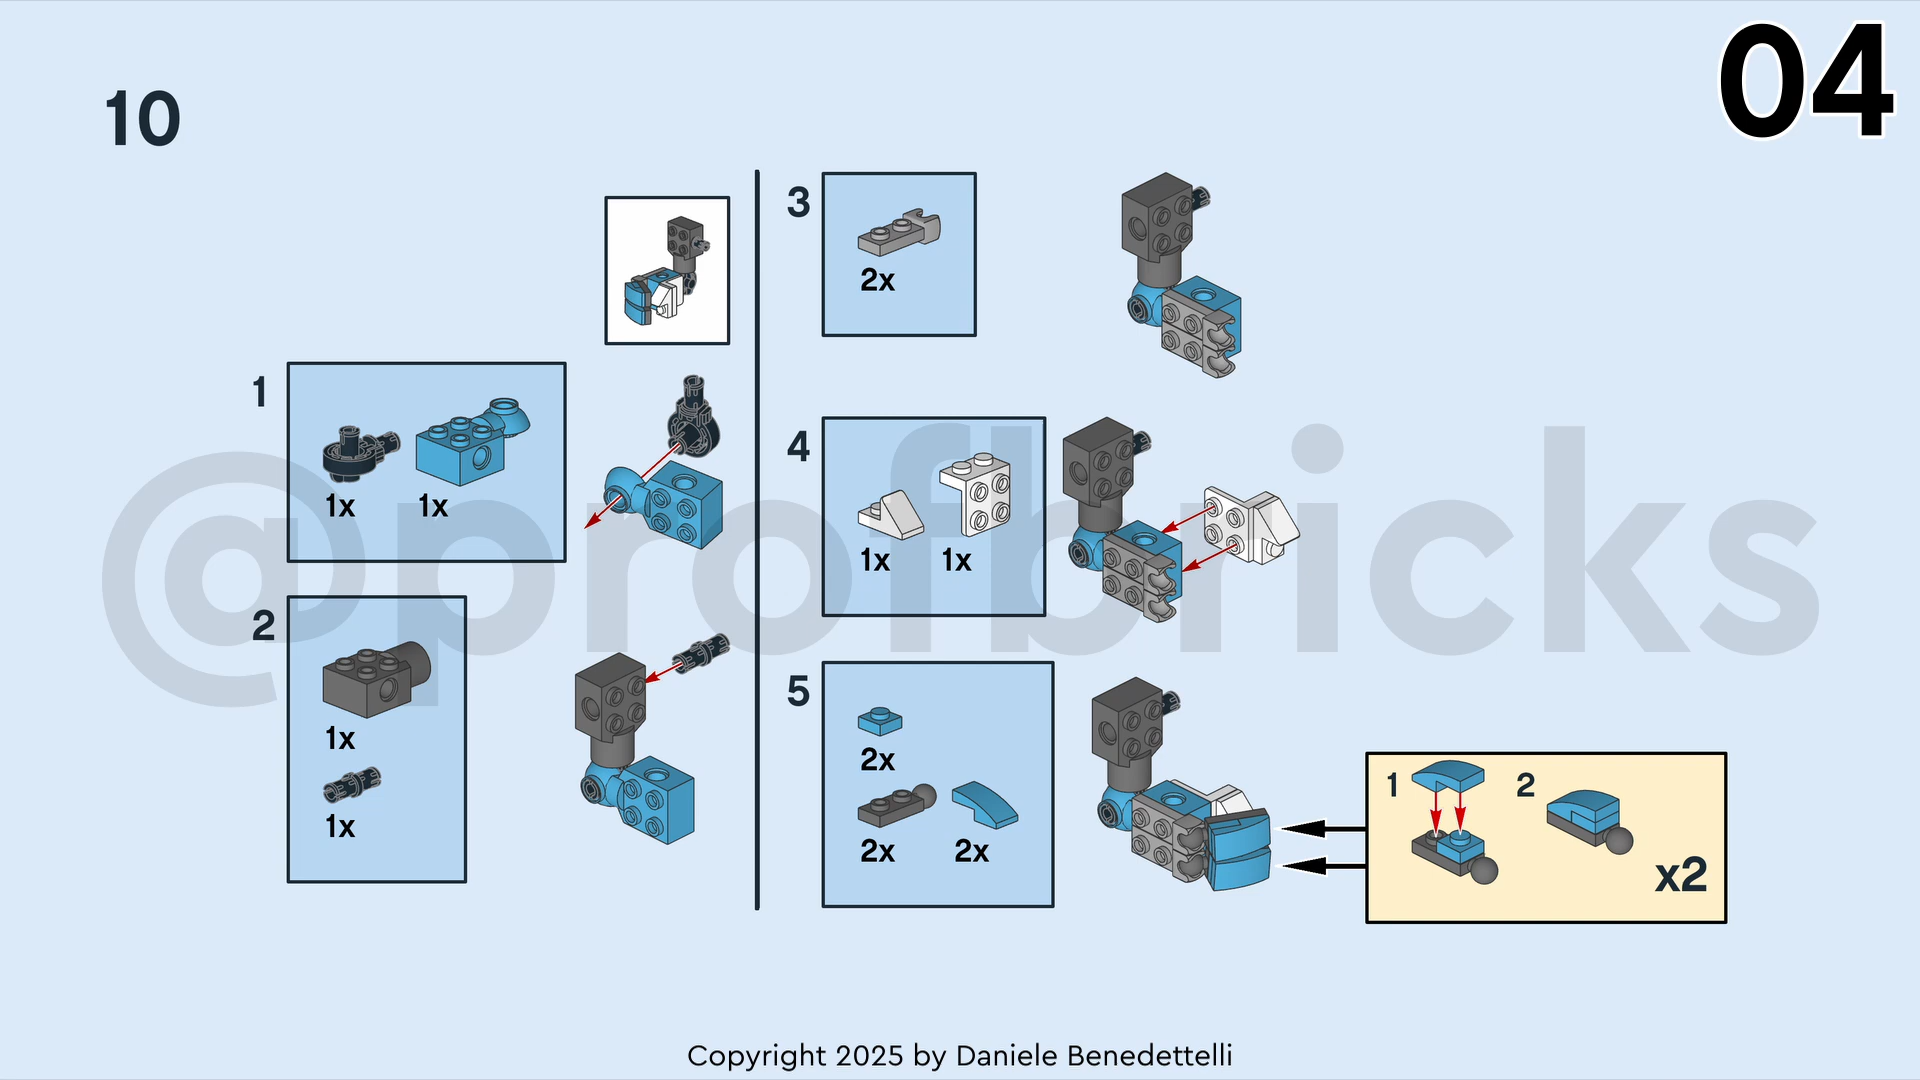 04
10
1
1x 1x
2
1x
1x
3
2x
4
1x 1x
5
2x
2x 2x
1 2
x2
@profbricks
Copyright 2025 by Daniele Benedettelli